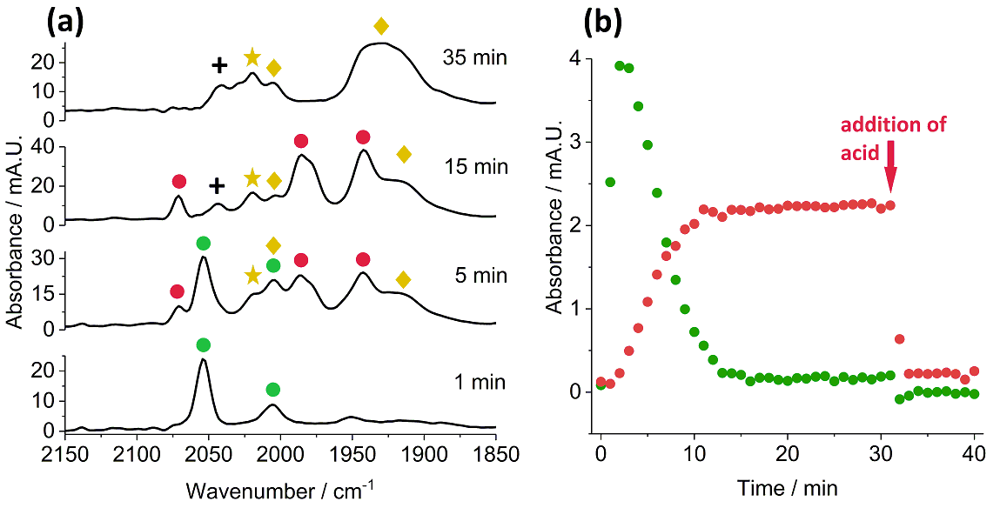 (a)
35 min
20
10
0
15 min
40
20
0
5 min
30
15
0
1 min
20
10
0
2150 2100 2050 2000 1950 1900 1850
Absorbance / mA.U.
Wavenumber / cm-1
(b)
addition of
acid
4
3
2
1
0
0 10 20 30 40
Absorbance / mA.U.
Time / min